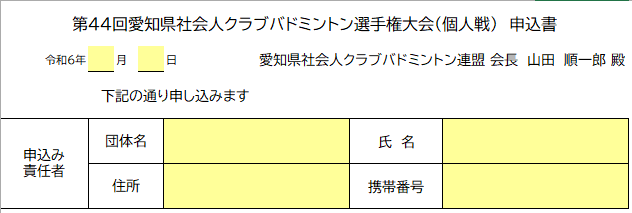 第44回愛知県社会人クラブバドミントン選手権大会(個人戦) 申込書
令和6年 月 日 愛知県社会人クラブバドミントン連盟 会長 山田 順一郎 殿
下記の通り申し込みます
申込み
責任者
団体名 氏 名
住所 携帯番号